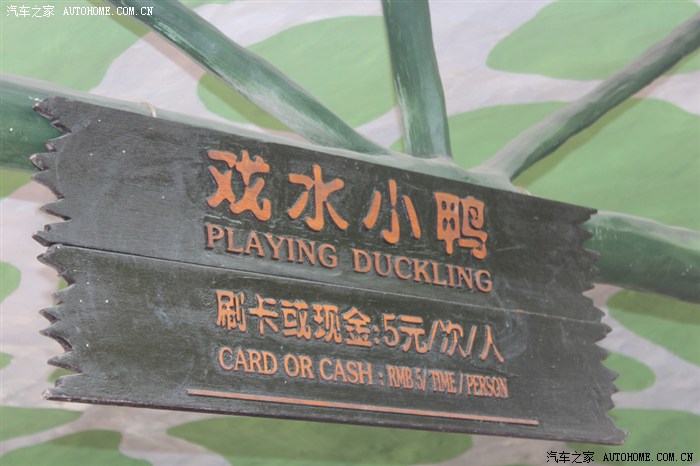 汽车之家 AUTOHOME.COM.CN
戏水小鸭
PLAYING DUCKLING
刷卡或现金:5元/次/人
CARD OR CASH : RMB 5/ TIME / PERSON
汽车之家 AUTOHOME.COM.CN